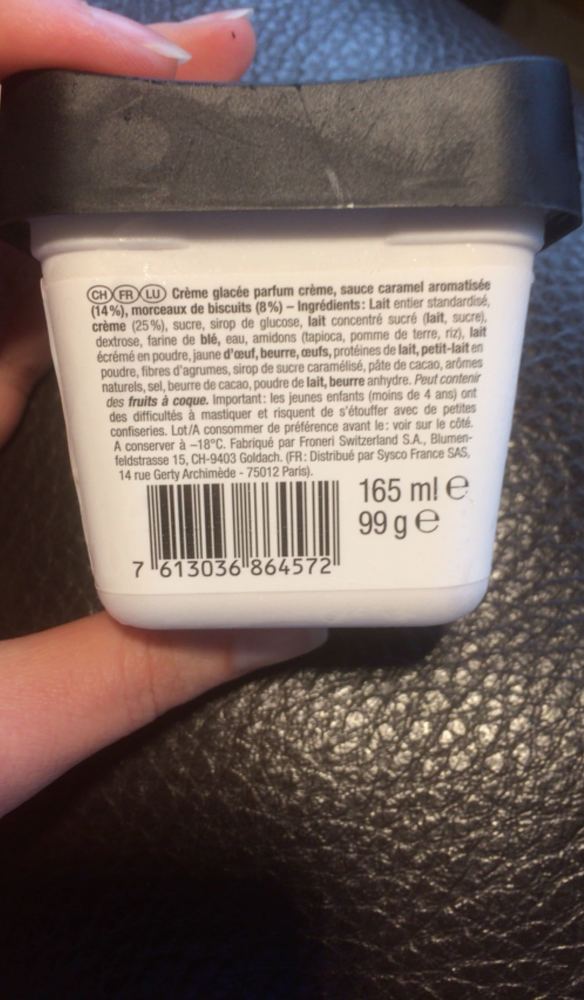 CH FR LU Crème glacée parfum crème, sauce caramel aromatisée
(14%), morceaux de biscuits (8%) – Ingrédients: Lait entier standardisé,
crème (25%), sucre, sirop de glucose, lait concentré sucré (lait, sucre),
dextrose, farine de blé, eau, amidons (tapioca, pomme de terre, riz), lait
écrémé en poudre, jaune d'œuf, beurre, œufs, protéines de lait, petit-lait en
poudre, fibres d'agrumes, sirop de sucre caramélisé, pâte de cacao, arômes
naturels, sel, beurre de cacao, poudre de lait, beurre anhydre. Peut contenir
des fruits à coque. Important: les jeunes enfants (moins de 4 ans) ont
des difficultés à mastiquer et risquent de s'étouffer avec de petites
confiseries. Lot/A consommer de préférence avant le: voir sur le côté.
A conserver à –18°C. Fabriqué par Froneri Switzerland S.A., Blumen-
feldstrasse 15, CH-9403 Goldach. (FR: Distribué par Sysco France SAS,
14 rue Gerty Archimède - 75012 Paris).
165 ml e
99 g e
7 613036 864572